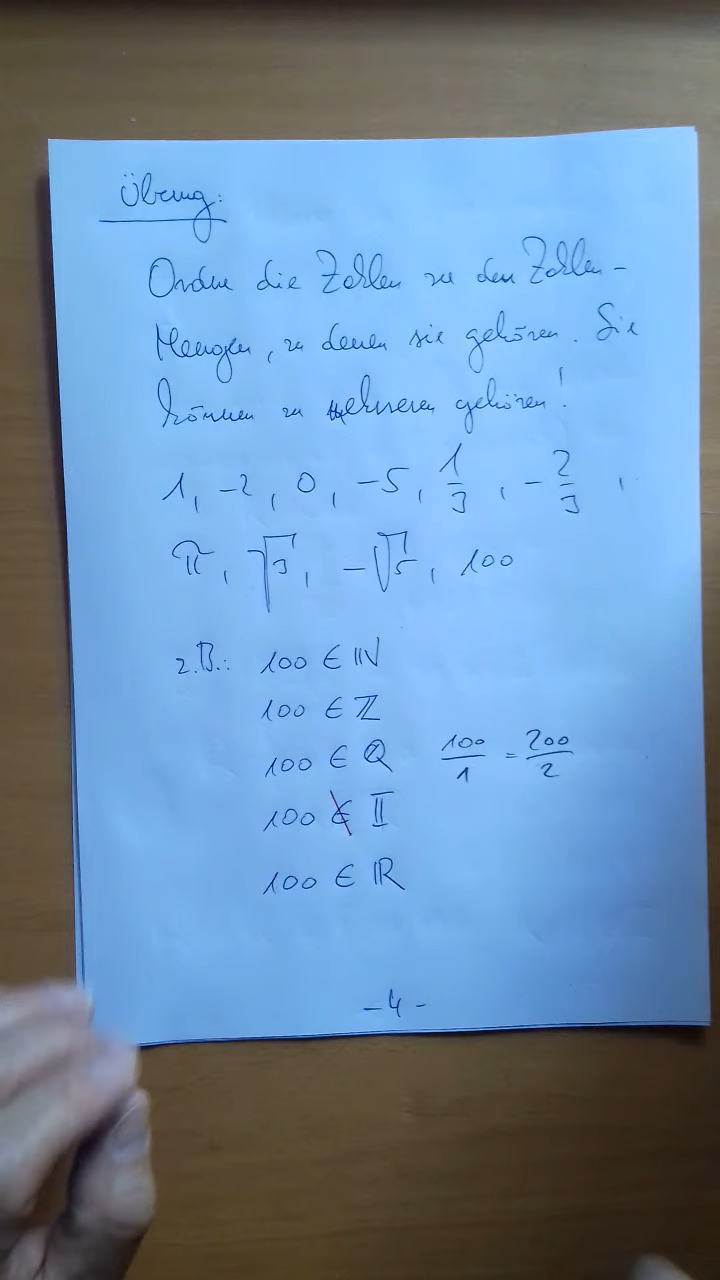 Übung:
Ordne die Zahlen zu den Zahlen-
Mengen, zu denen sie gehören. Sie
können zu mehreren gehören!
1, -2, 0, -5, 1/3, -2/3,
π, √3, -√5, 100
z.B.: 100 ∈ ℕ
100 ∈ ℤ
100 ∈ ℚ 100/1 = 200/2
100 ∉ 𝕀
100 ∈ ℝ
- 4 -